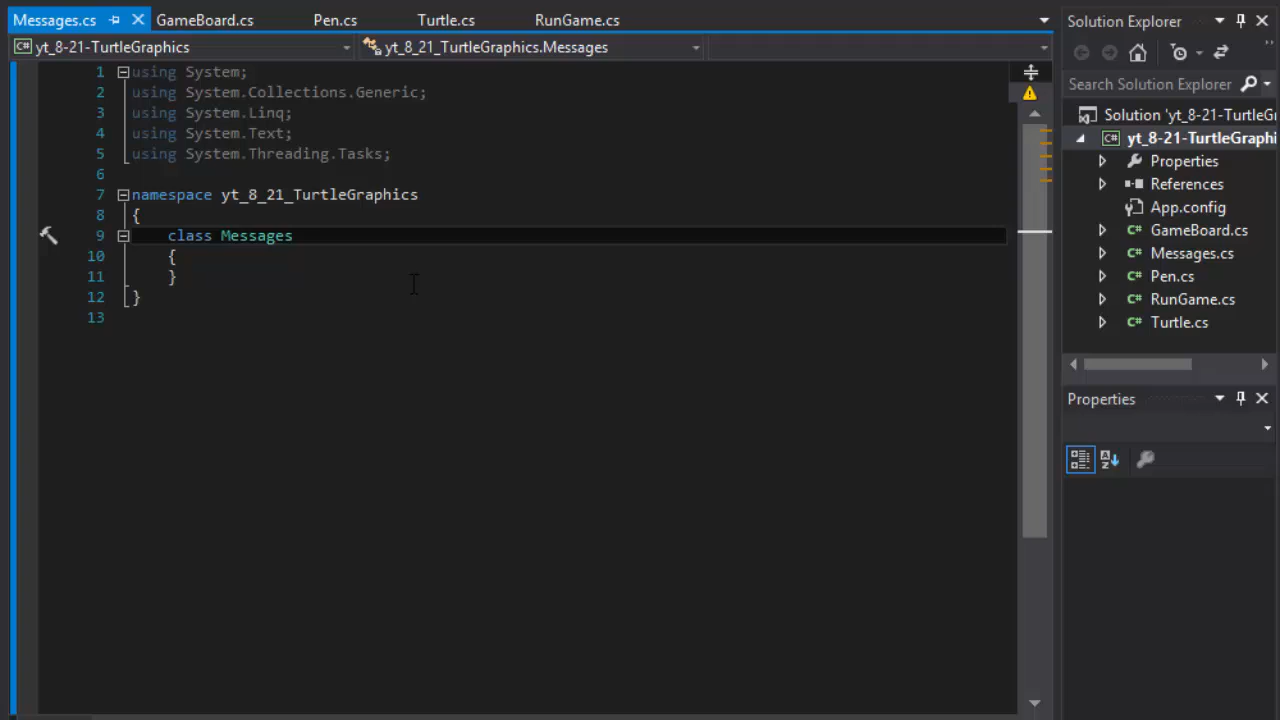 Messages.cs GameBoard.cs Pen.cs Turtle.cs RunGame.cs
yt_8-21-TurtleGraphics yt_8_21_TurtleGraphics.Messages
1 using System;
2 using System.Collections.Generic;
3 using System.Linq;
4 using System.Text;
5 using System.Threading.Tasks;
6
7 namespace yt_8_21_TurtleGraphics
8 {
9 class Messages
10 {
11 }
12 }
13
Solution Explorer
Search Solution Explorer
Solution 'yt_8-21-TurtleG
C# yt_8-21-TurtleGraphi
Properties
References
App.config
C# GameBoard.cs
C# Messages.cs
C# Pen.cs
C# RunGame.cs
C# Turtle.cs
Properties